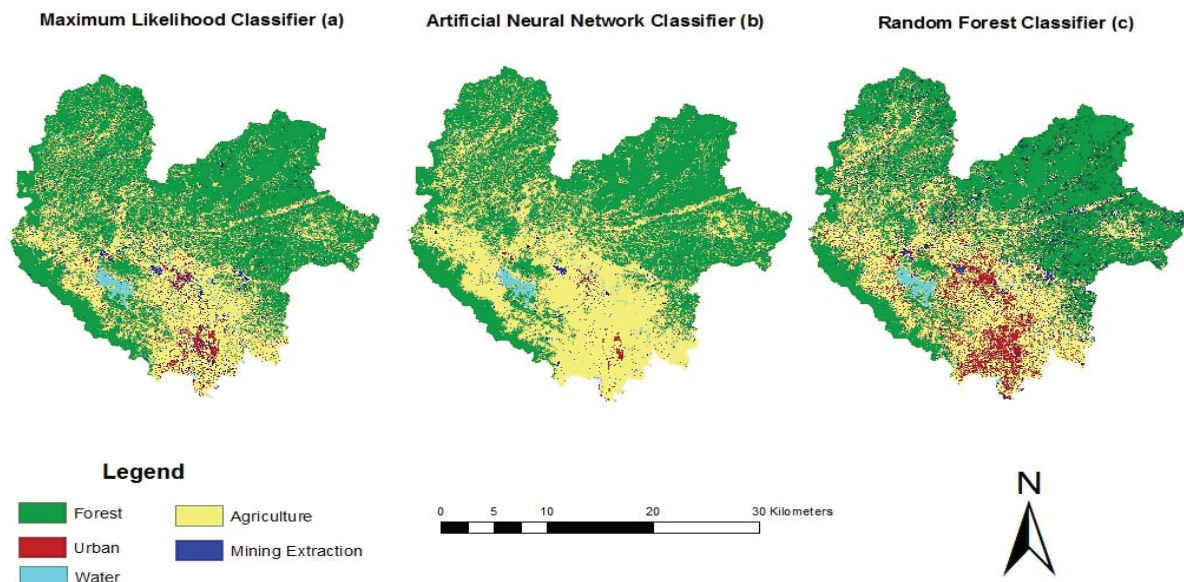 Maximum Likelihood Classifier (a)
Artificial Neural Network Classifier (b)
Random Forest Classifier (c)
Legend
Forest
Urban
Water
Agriculture
Mining Extraction
0 5 10 20 30 Kilometers
N